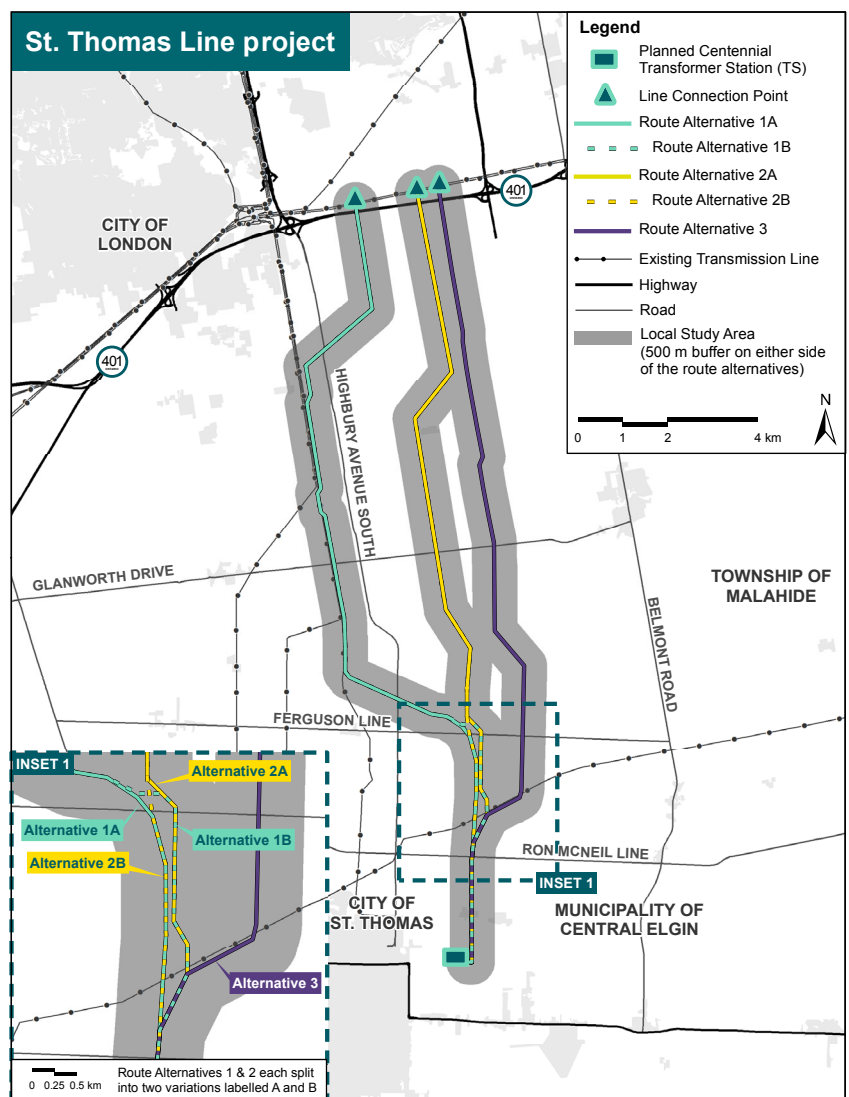 St. Thomas Line project
Legend
Planned Centennial
Transformer Station (TS)
Line Connection Point
Route Alternative 1A
Route Alternative 1B
Route Alternative 2A
Route Alternative 2B
Route Alternative 3
Existing Transmission Line
Highway
Road
Local Study Area
(500 m buffer on either side
of the route alternatives)
N
0 1 2 4 km
401
CITY OF
LONDON
401
HIGHBURY AVENUE SOUTH
GLANWORTH DRIVE
TOWNSHIP OF
MALAHIDE
BELMONT ROAD
FERGUSON LINE
RON MCNEIL LINE
INSET 1
CITY OF
ST. THOMAS
MUNICIPALITY OF
CENTRAL ELGIN
INSET 1
Alternative 2A
Alternative 1A
Alternative 1B
Alternative 2B
Alternative 3
0 0.25 0.5 km
Route Alternatives 1 & 2 each split
into two variations labelled A and B